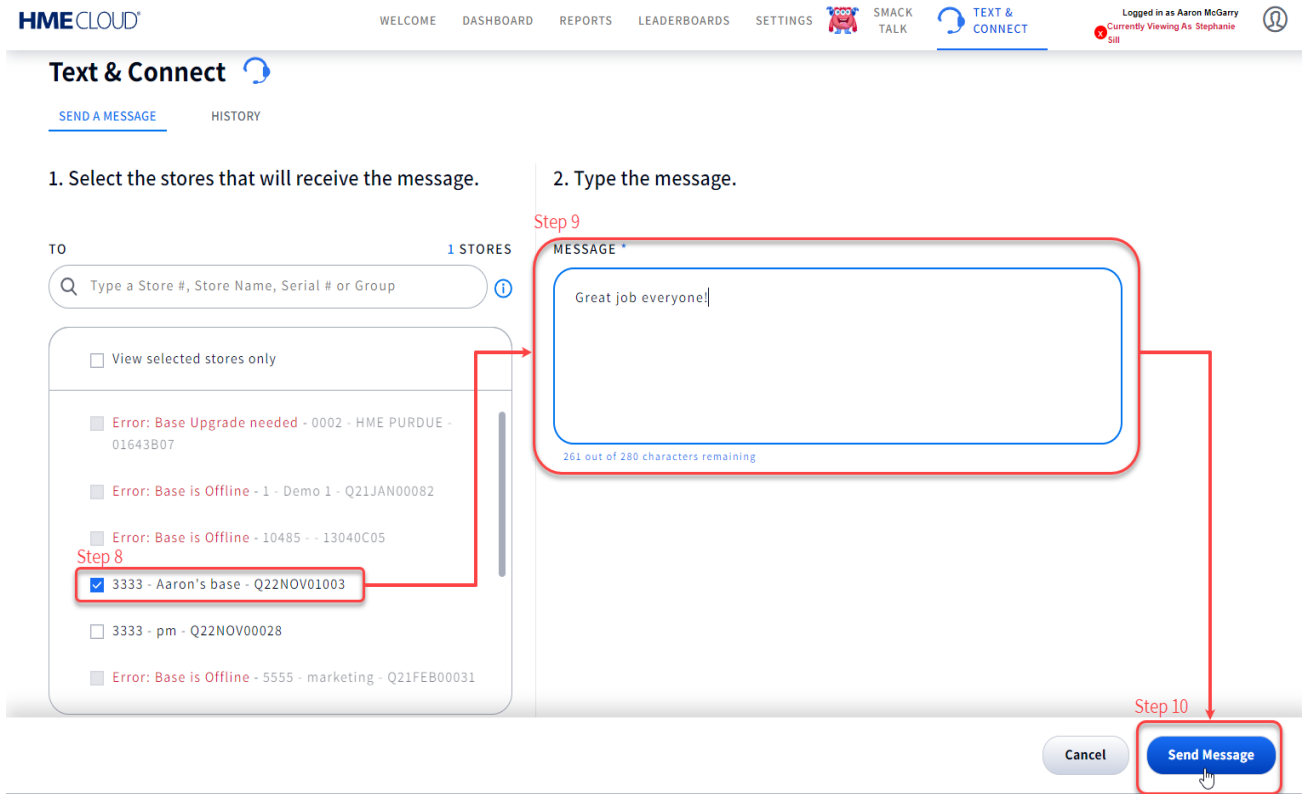 HMECLOUD®
WELCOME
DASHBOARD
REPORTS
LEADERBOARDS
SETTINGS
SMACK
TALK
TEXT &
CONNECT
Logged in as Aaron McGarry
x Currently Viewing As Stephanie
Sill
Text & Connect
SEND A MESSAGE
HISTORY
1. Select the stores that will receive the message.
TO
1 STORES
Type a Store #, Store Name, Serial # or Group
View selected stores only
Error: Base Upgrade needed - 0002 - HME PURDUE -
01643B07
Error: Base is Offline - 1 - Demo 1 - Q21JAN00082
Error: Base is Offline - 10485 - - 13040C05
Step 8
3333 - Aaron's base - Q22NOV01003
3333 - pm - Q22NOV00028
Error: Base is Offline - 5555 - marketing - Q21FEB00031
2. Type the message.
Step 9
MESSAGE *
Great job everyone!
261 out of 280 characters remaining
Step 10
Cancel
Send Message